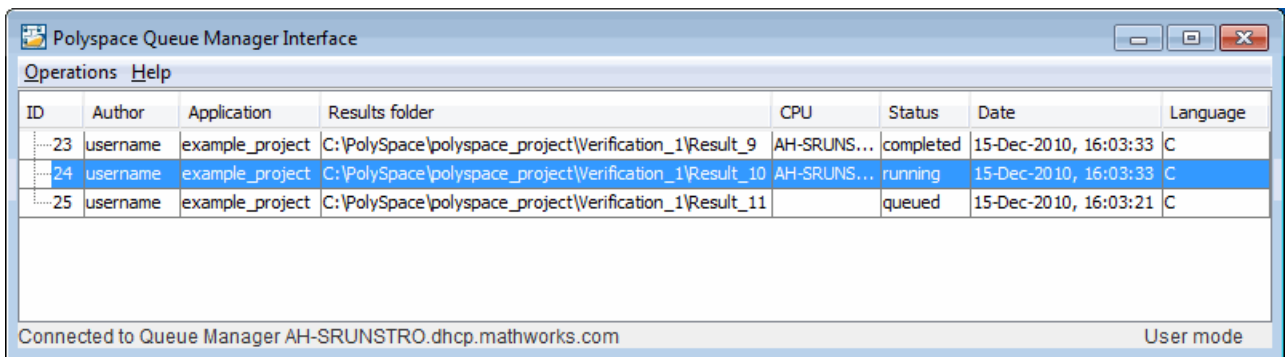 Polyspace Queue Manager Interface
Operations Help
ID Author Application Results folder CPU Status Date Language
23 username example_project C:\PolySpace\polyspace_project\Verification_1\Result_9 AH-SRUNS... completed 15-Dec-2010, 16:03:33 C
24 username example_project C:\PolySpace\polyspace_project\Verification_1\Result_10 AH-SRUNS... running 15-Dec-2010, 16:03:33 C
25 username example_project C:\PolySpace\polyspace_project\Verification_1\Result_11 queued 15-Dec-2010, 16:03:21 C
Connected to Queue Manager AH-SRUNSTRO.dhcp.mathworks.com User mode